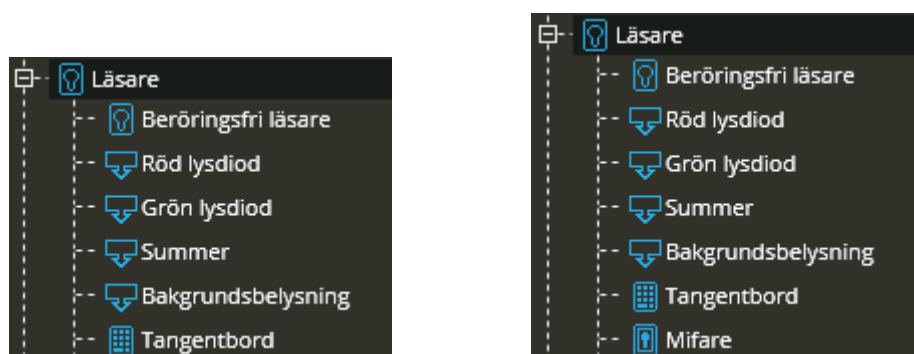 Läsare
Beröringsfri läsare
Röd lysdiod
Grön lysdiod
Summer
Bakgrundsbelysning
Tangentbord
Läsare
Beröringsfri läsare
Röd lysdiod
Grön lysdiod
Summer
Bakgrundsbelysning
Tangentbord
Mifare